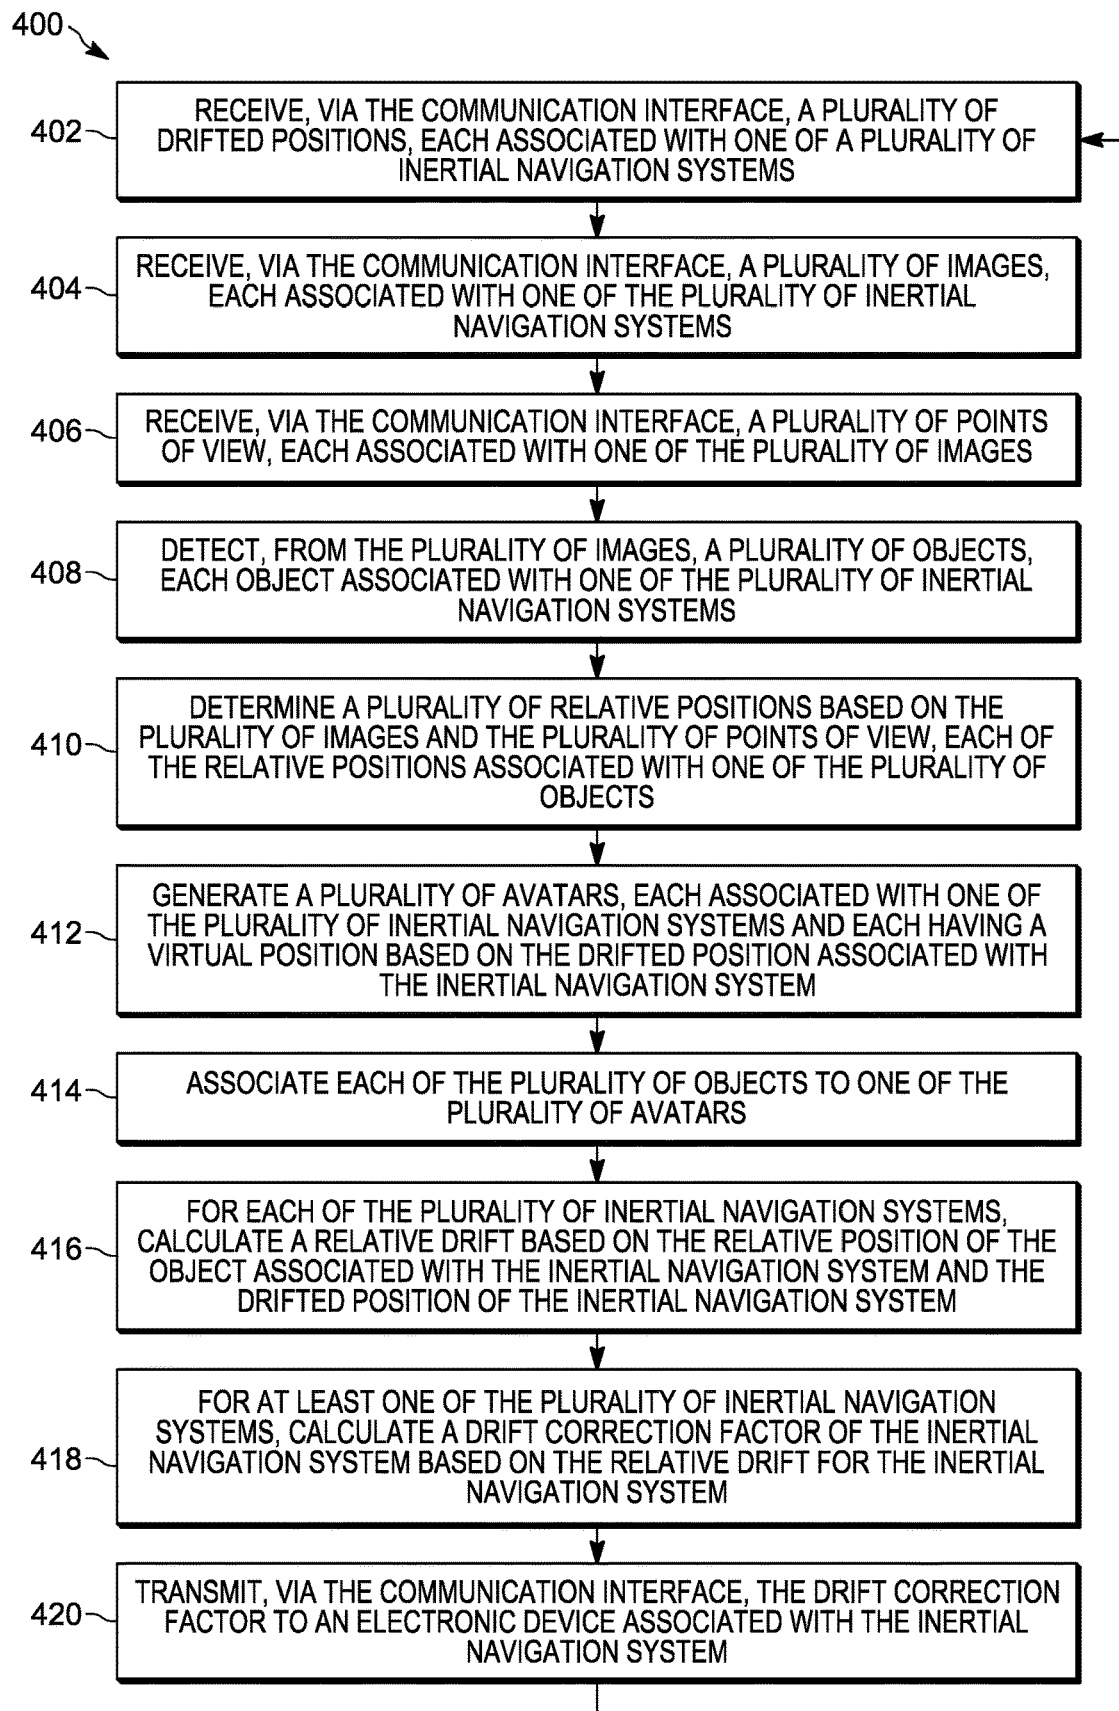 400
402
RECEIVE, VIA THE COMMUNICATION INTERFACE, A PLURALITY OF
DRIFTED POSITIONS, EACH ASSOCIATED WITH ONE OF A PLURALITY OF
INERTIAL NAVIGATION SYSTEMS
404
RECEIVE, VIA THE COMMUNICATION INTERFACE, A PLURALITY OF IMAGES,
EACH ASSOCIATED WITH ONE OF THE PLURALITY OF INERTIAL
NAVIGATION SYSTEMS
406
RECEIVE, VIA THE COMMUNICATION INTERFACE, A PLURALITY OF POINTS
OF VIEW, EACH ASSOCIATED WITH ONE OF THE PLURALITY OF IMAGES
408
DETECT, FROM THE PLURALITY OF IMAGES, A PLURALITY OF OBJECTS,
EACH OBJECT ASSOCIATED WITH ONE OF THE PLURALITY OF INERTIAL
NAVIGATION SYSTEMS
410
DETERMINE A PLURALITY OF RELATIVE POSITIONS BASED ON THE
PLURALITY OF IMAGES AND THE PLURALITY OF POINTS OF VIEW, EACH OF
THE RELATIVE POSITIONS ASSOCIATED WITH ONE OF THE PLURALITY OF
OBJECTS
412
GENERATE A PLURALITY OF AVATARS, EACH ASSOCIATED WITH ONE OF
THE PLURALITY OF INERTIAL NAVIGATION SYSTEMS AND EACH HAVING A
VIRTUAL POSITION BASED ON THE DRIFTED POSITION ASSOCIATED WITH
THE INERTIAL NAVIGATION SYSTEM
414
ASSOCIATE EACH OF THE PLURALITY OF OBJECTS TO ONE OF THE
PLURALITY OF AVATARS
416
FOR EACH OF THE PLURALITY OF INERTIAL NAVIGATION SYSTEMS,
CALCULATE A RELATIVE DRIFT BASED ON THE RELATIVE POSITION OF THE
OBJECT ASSOCIATED WITH THE INERTIAL NAVIGATION SYSTEM AND THE
DRIFTED POSITION OF THE INERTIAL NAVIGATION SYSTEM
418
FOR AT LEAST ONE OF THE PLURALITY OF INERTIAL NAVIGATION
SYSTEMS, CALCULATE A DRIFT CORRECTION FACTOR OF THE INERTIAL
NAVIGATION SYSTEM BASED ON THE RELATIVE DRIFT FOR THE INERTIAL
NAVIGATION SYSTEM
420
TRANSMIT, VIA THE COMMUNICATION INTERFACE, THE DRIFT CORRECTION
FACTOR TO AN ELECTRONIC DEVICE ASSOCIATED WITH THE INERTIAL
NAVIGATION SYSTEM